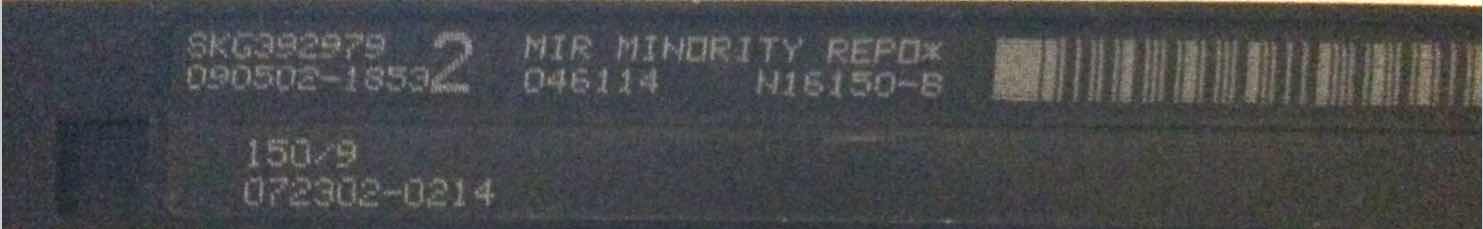 SKG392979 2 MIR MINORITY REPO*
090502-1853 046114 N16150-B
150/9
072302-0214